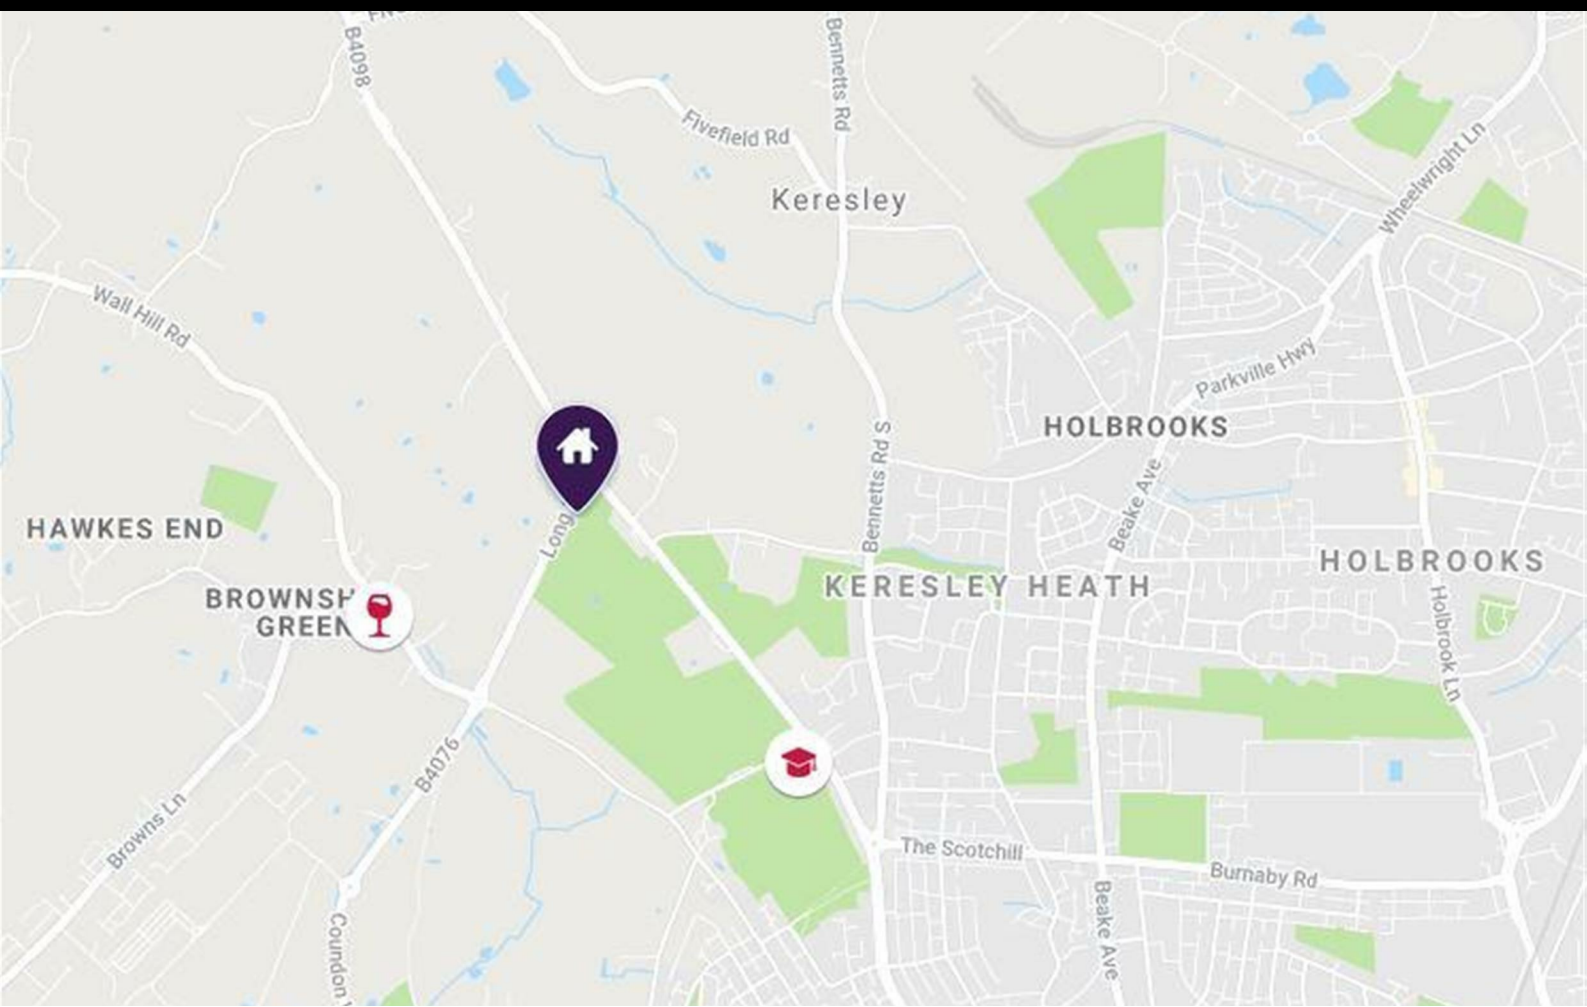 B4098
Bennetts Rd
Fivefield Rd
Wheelwright Ln
Keresley
Wall Hill Rd
Parkville Hwy
HOLBROOKS
Bennetts Rd S
Beake Ave
HAWKES END
Long
HOLBROOKS
KERESLEY HEATH
BROWNSH
GREEN
Holbrook Ln
B4076
Browns Ln
The Scotchill
Burnaby Rd
Beake Ave
Coundon